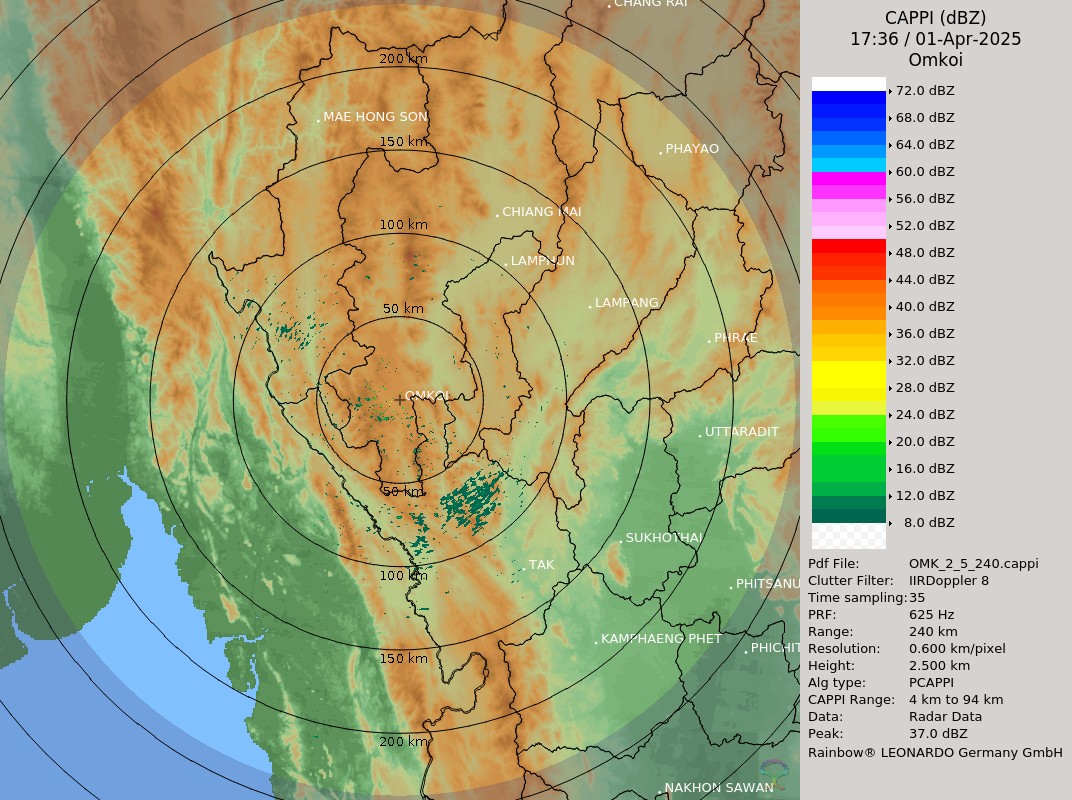 CHANG RAI
200 km
MAE HONG SON
150 km
PHAYAO
CHIANG MAI
100 km
LAMPHUN
LAMPANG
50 km
PHRAE
OMKOI
UTTARADIT
50 km
SUKHOTHAI
TAK
100 km
PHITSANU
KAMPHAENG PHET
PHICHIT
150 km
200 km
NAKHON SAWAN
CAPPI (dBZ)
17:36 / 01-Apr-2025
Omkoi
72.0 dBZ
68.0 dBZ
64.0 dBZ
60.0 dBZ
56.0 dBZ
52.0 dBZ
48.0 dBZ
44.0 dBZ
40.0 dBZ
36.0 dBZ
32.0 dBZ
28.0 dBZ
24.0 dBZ
20.0 dBZ
16.0 dBZ
12.0 dBZ
8.0 dBZ
Pdf File: OMK_2_5_240.cappi
Clutter Filter: IIRDoppler 8
Time sampling: 35
PRF: 625 Hz
Range: 240 km
Resolution: 0.600 km/pixel
Height: 2.500 km
Alg type: PCAPPI
CAPPI Range: 4 km to 94 km
Data: Radar Data
Peak: 37.0 dBZ
Rainbow® LEONARDO Germany GmbH